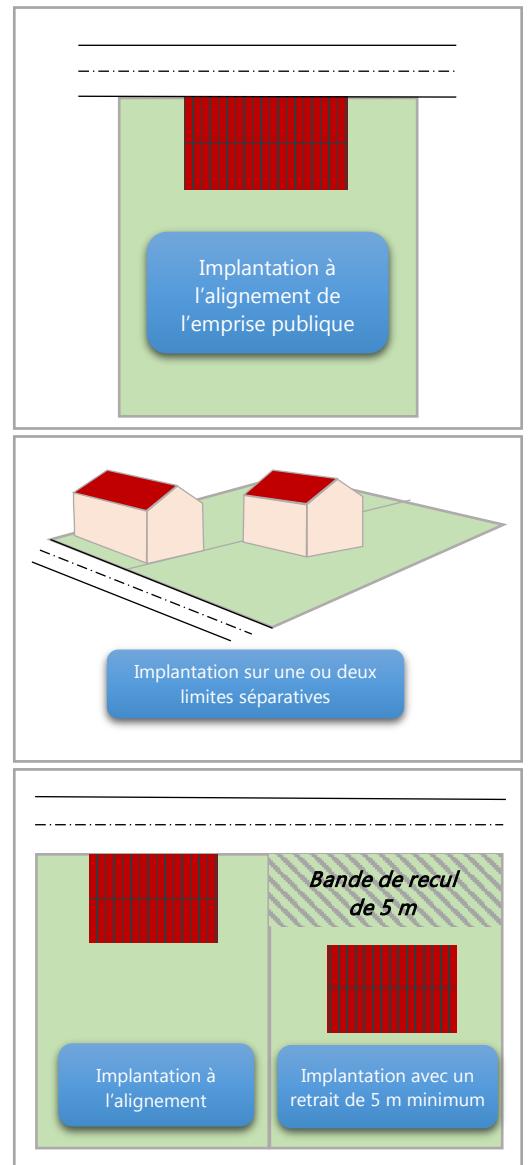 Implantation à
l'alignement de
l'emprise publique
Implantation sur une ou deux
limites séparatives
Bande de recul
de 5 m
Implantation à
l'alignement
Implantation avec un
retrait de 5 m minimum